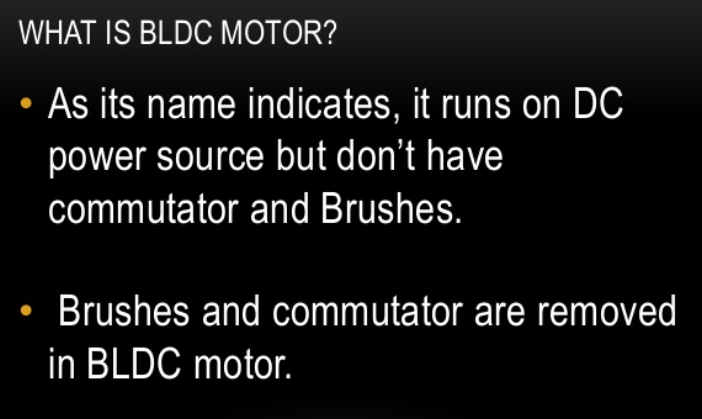 WHAT IS BLDC MOTOR?
• As its name indicates, it runs on DC
power source but don’t have
commutator and Brushes.
• Brushes and commutator are removed
in BLDC motor.